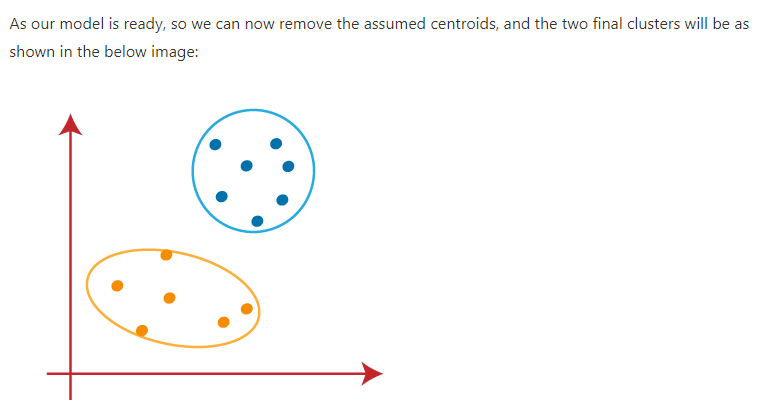 As our model is ready, so we can now remove the assumed centroids, and the two final clusters will be as
shown in the below image: